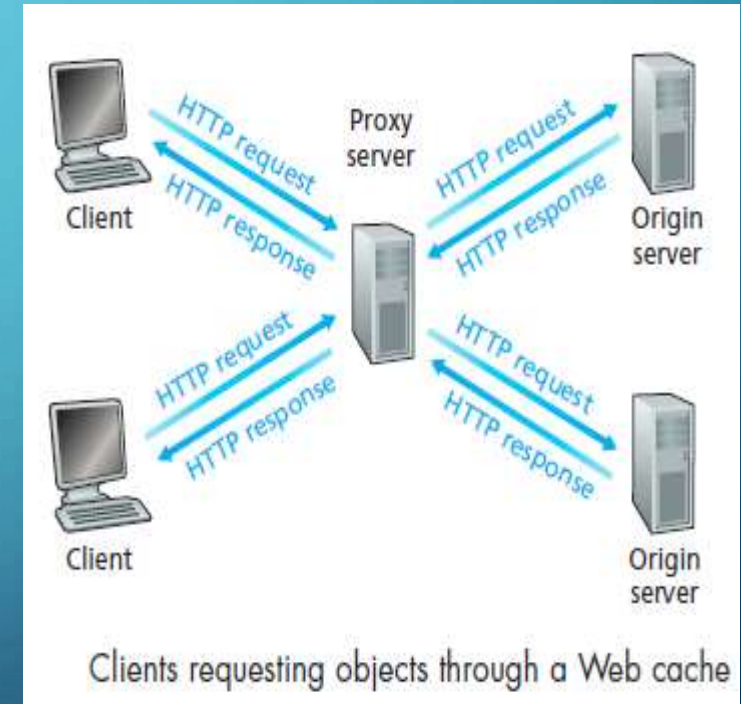 HTTP request
HTTP response
Client
Proxy
server
HTTP request
HTTP response
Origin
server
HTTP request
HTTP response
Client
HTTP request
HTTP response
Origin
server
Clients requesting objects through a Web cache